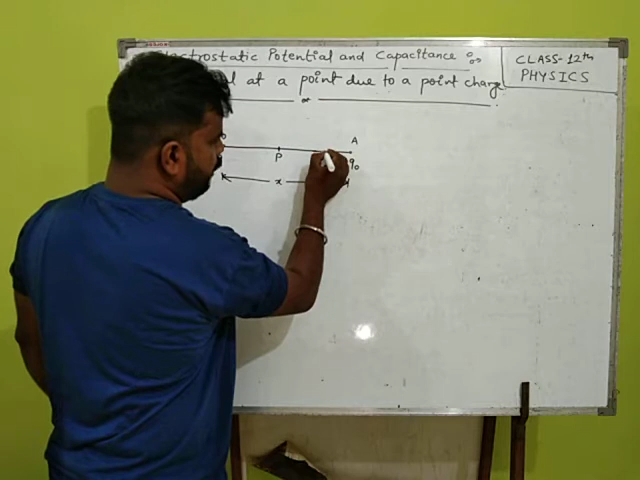 Electrostatic Potential and Capacitance :
at a point due to a point charge
CLASS-12th
PHYSICS
A
P
q₀
x